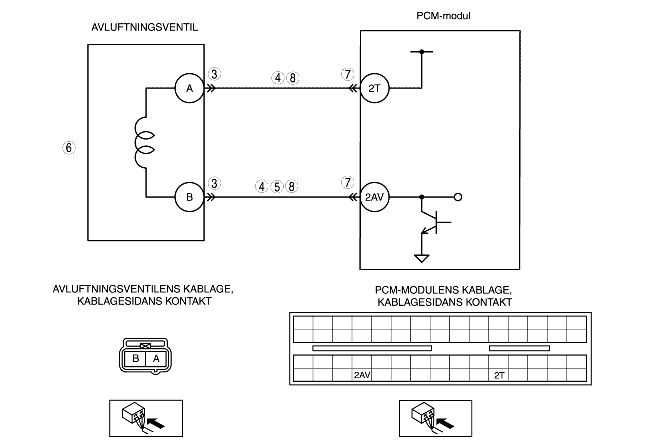 AVLUFTNINGSVENTIL
PCM-modul
A
3
4 8
7
2T
6
B
3
4 5 8
7
2AV
AVLUFTNINGSVENTILENS KABLAGE,
KABLAGESIDANS KONTAKT
PCM-MODULENS KABLAGE,
KABLAGESIDANS KONTAKT
B A
2AV 2T